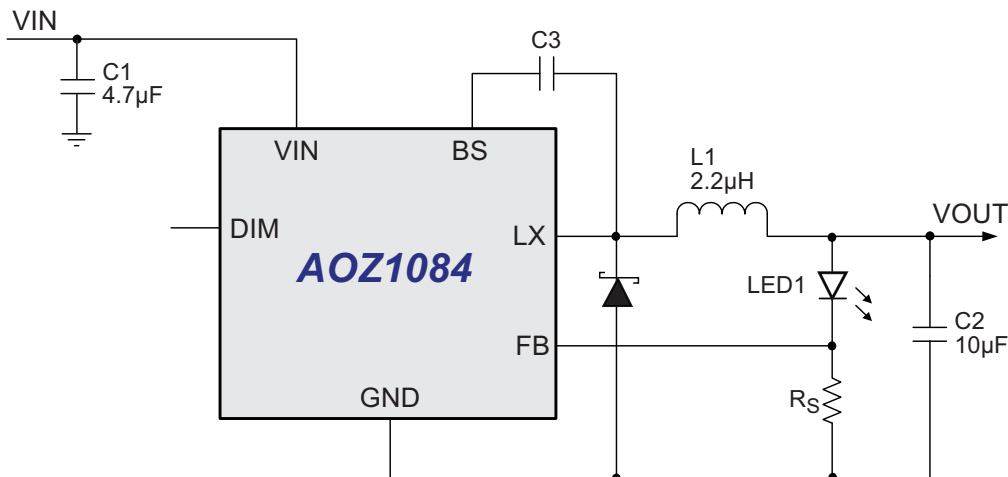 VIN
C1
4.7µF
C3
VIN
BS
L1
2.2µH
DIM
LX
VOUT
AOZ1084
LED1
FB
C2
10µF
GND
RS